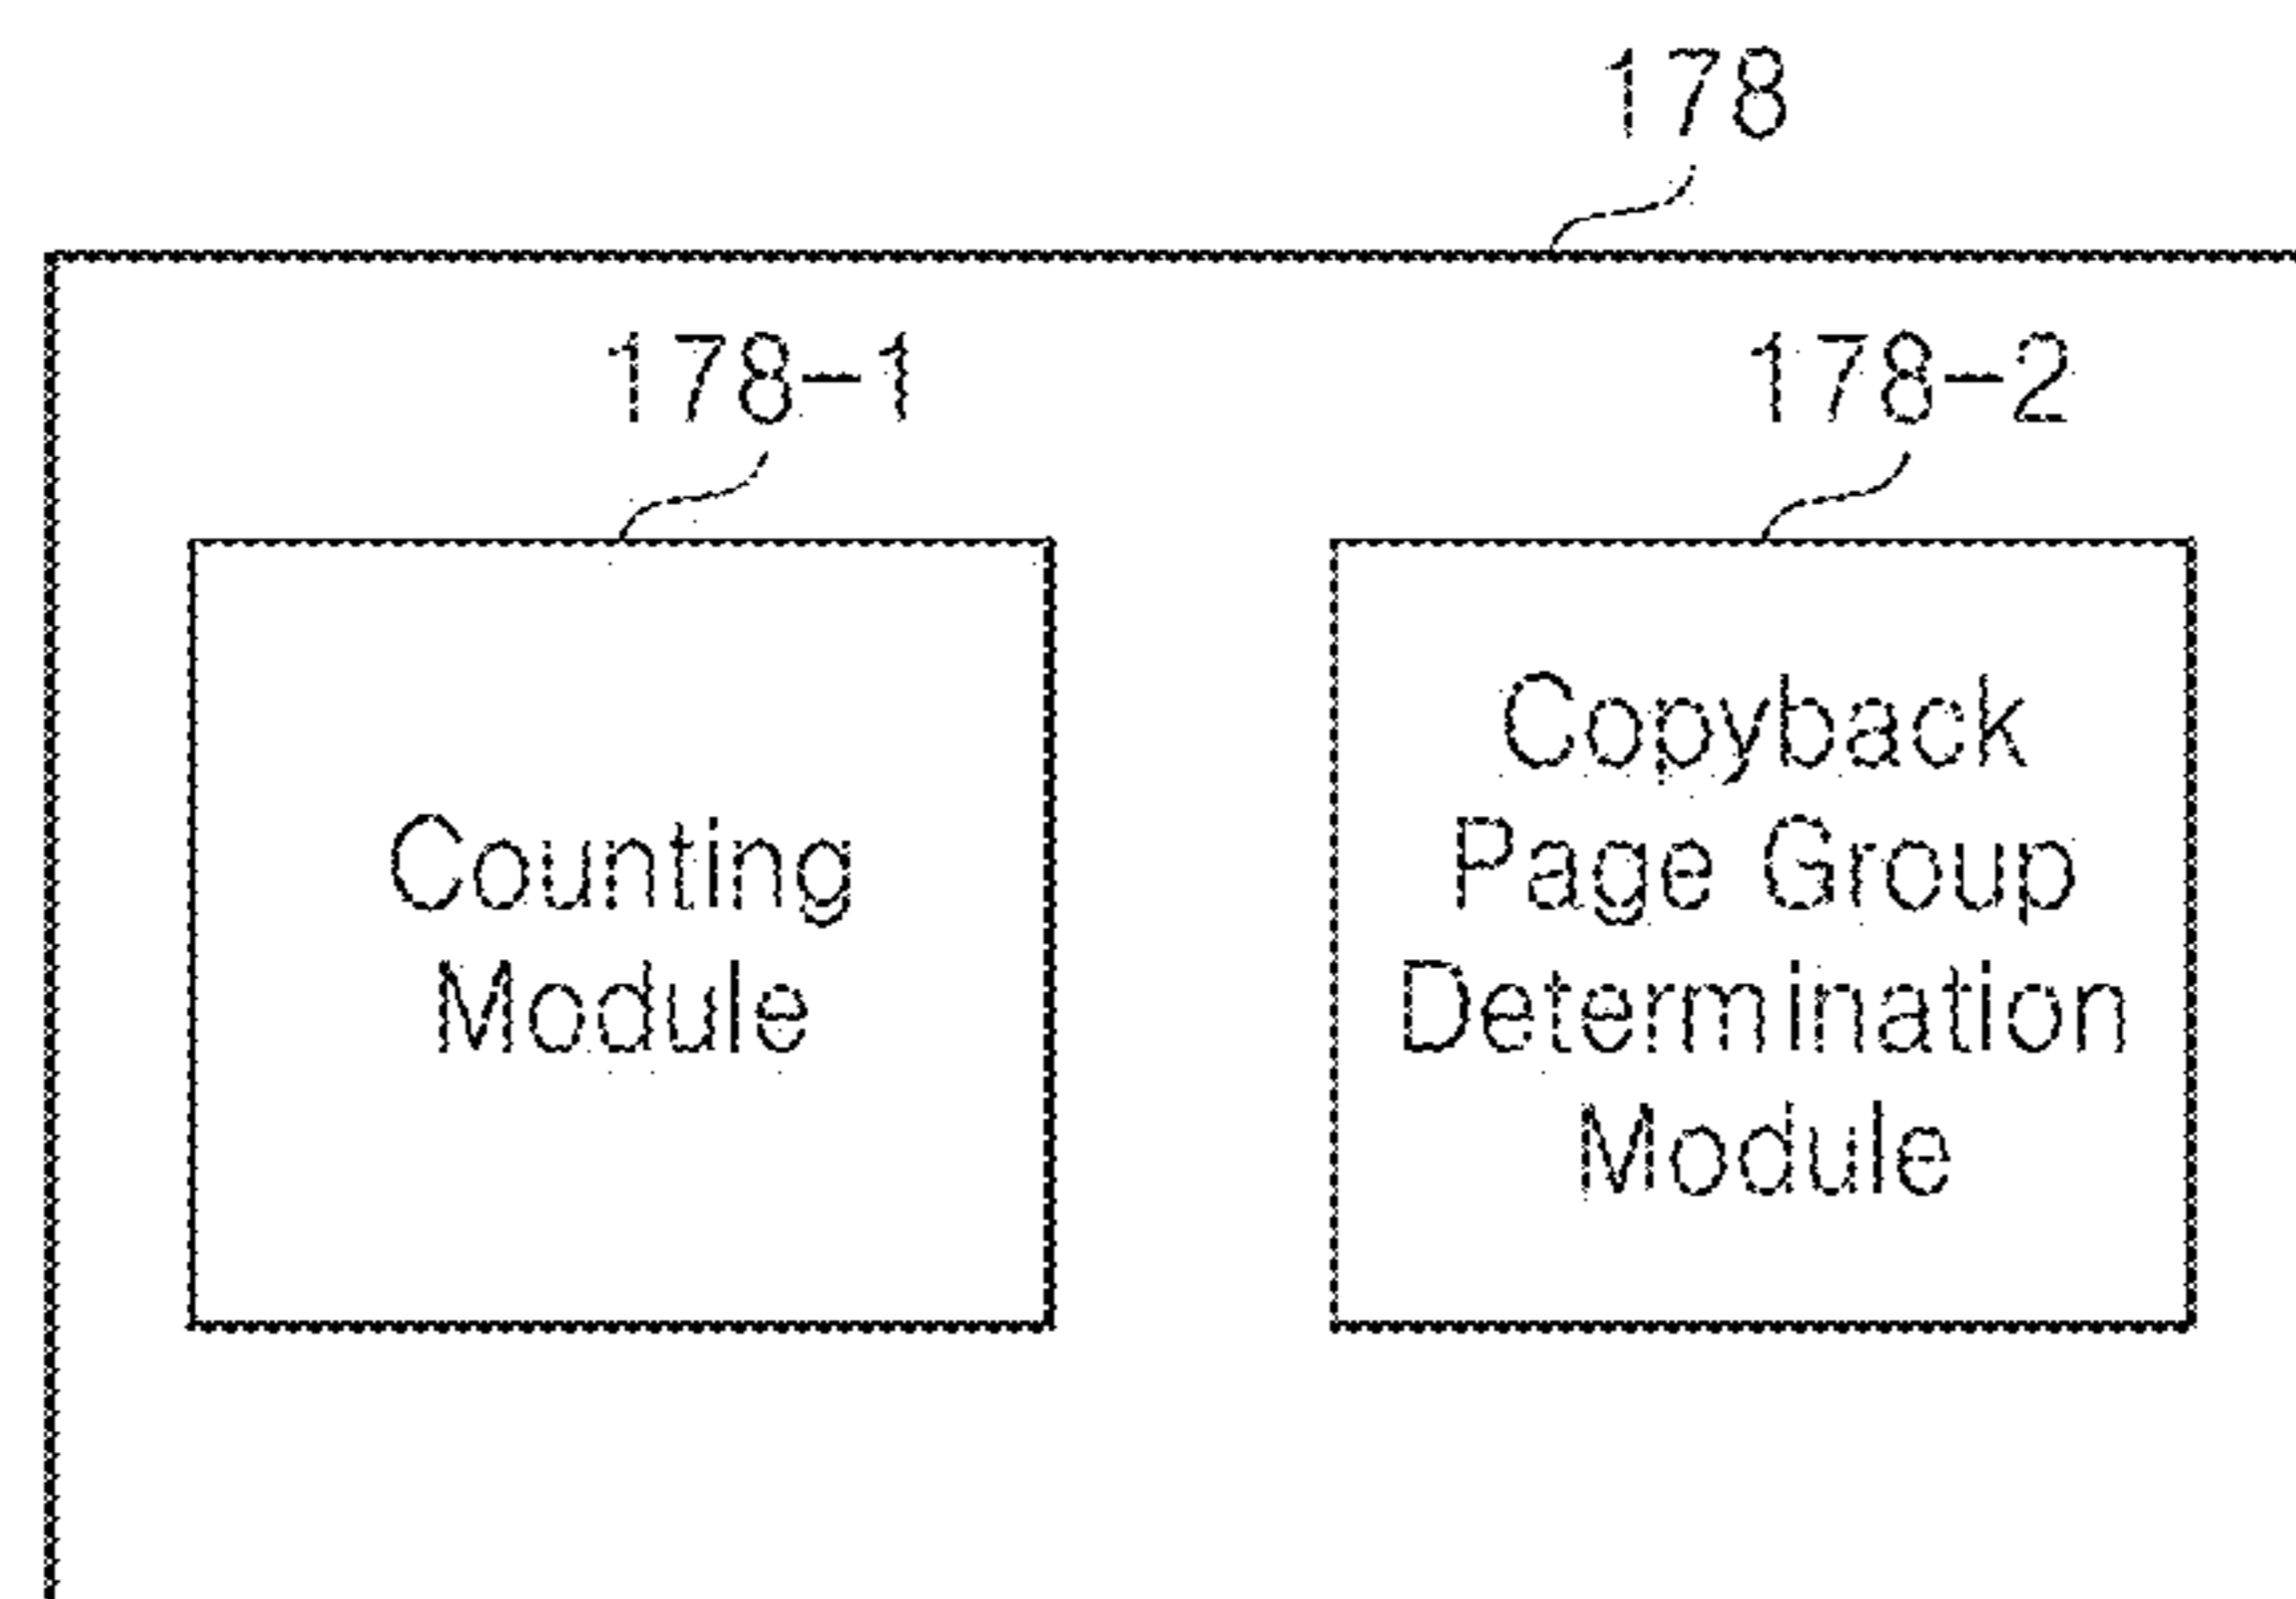 178
178-1
178-2
Counting
Module
Copyback
Page Group
Determination
Module